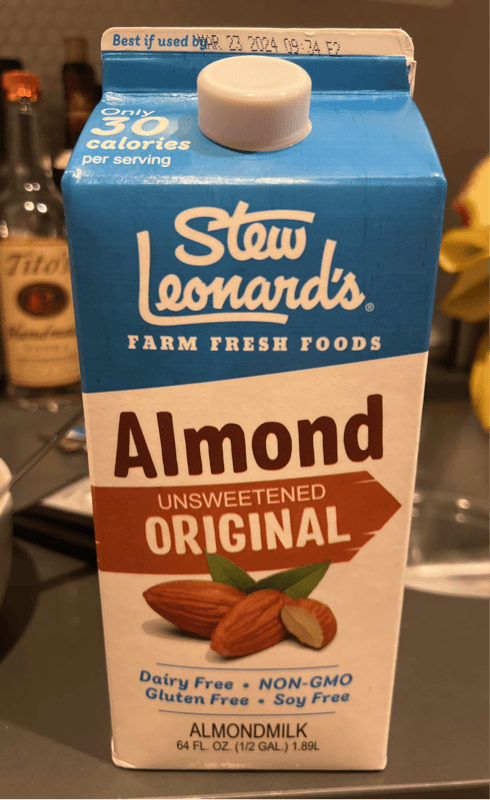 Best if used by MAR 23 2024 09:34 E2
Only
30
calories
per serving
Stew
Leonard's®
FARM FRESH FOODS
Tito's
Handmade
Almond
UNSWEETENED
ORIGINAL
Dairy Free • NON-GMO
Gluten Free • Soy Free
ALMONDMILK
64 FL. OZ. (1/2 GAL.) 1.89L